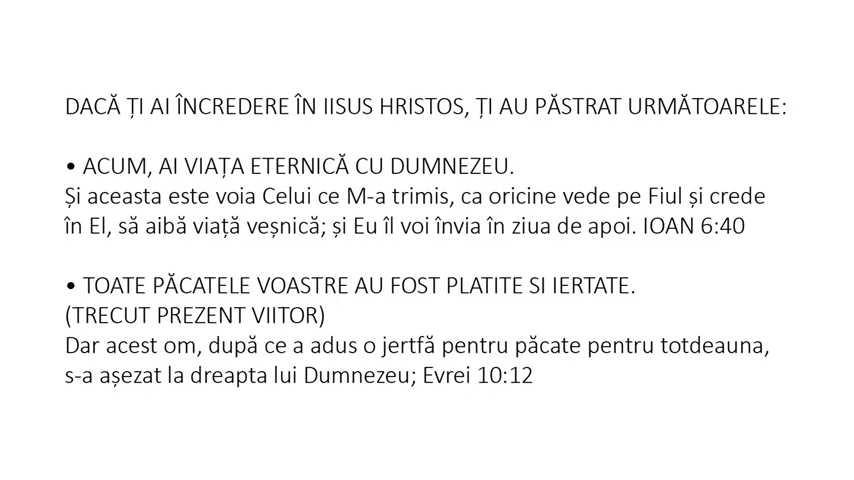 DACĂ ȚI AI ÎNCREDERE ÎN IISUS HRISTOS, ȚI AU PĂSTRAT URMĂTOARELE:
• ACUM, AI VIAȚA ETERNICĂ CU DUMNEZEU.
Și aceasta este voia Celui ce M-a trimis, ca oricine vede pe Fiul și crede
în El, să aibă viață veșnică; și Eu îl voi învia în ziua de apoi. IOAN 6:40
• TOATE PĂCATELE VOASTRE AU FOST PLATITE SI IERTATE.
(TRECUT PREZENT VIITOR)
Dar acest om, după ce a adus o jertfă pentru păcate pentru totdeauna,
s-a așezat la dreapta lui Dumnezeu; Evrei 10:12